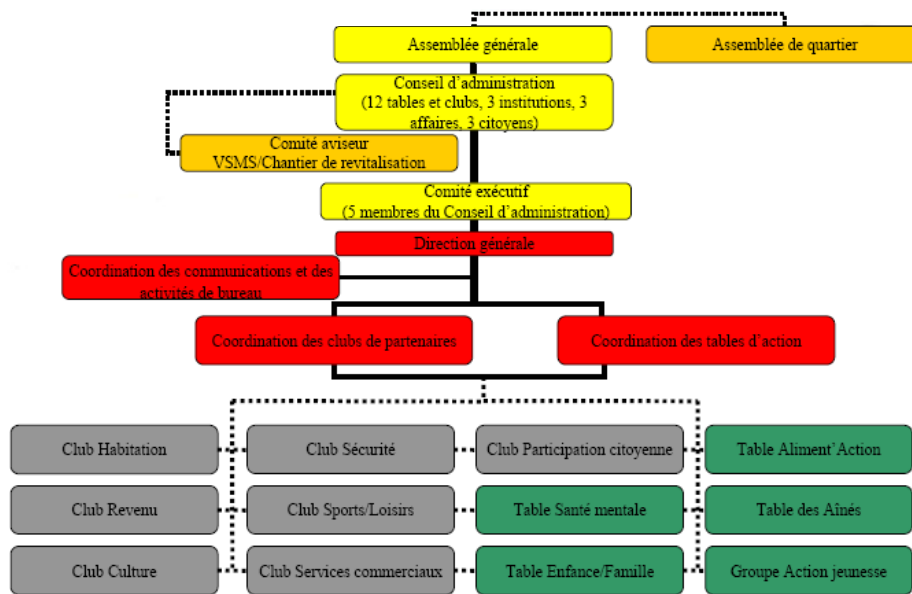 Assemblée générale
Assemblée de quartier
Conseil d'administration
(12 tables et clubs, 3 institutions, 3
affaires, 3 citoyens)
Comité aviseur
VSMS/Chantier de revitalisation
Comité exécutif
(5 membres du Conseil d'administration)
Direction générale
Coordination des communications et des
activités de bureau
Coordination des clubs de partenaires
Coordination des tables d'action
Club Habitation
Club Sécurité
Club Participation citoyenne
Table Aliment'Action
Club Revenu
Club Sports/Loisirs
Table Santé mentale
Table des Aînés
Club Culture
Club Services commerciaux
Table Enfance/Famille
Groupe Action jeunesse